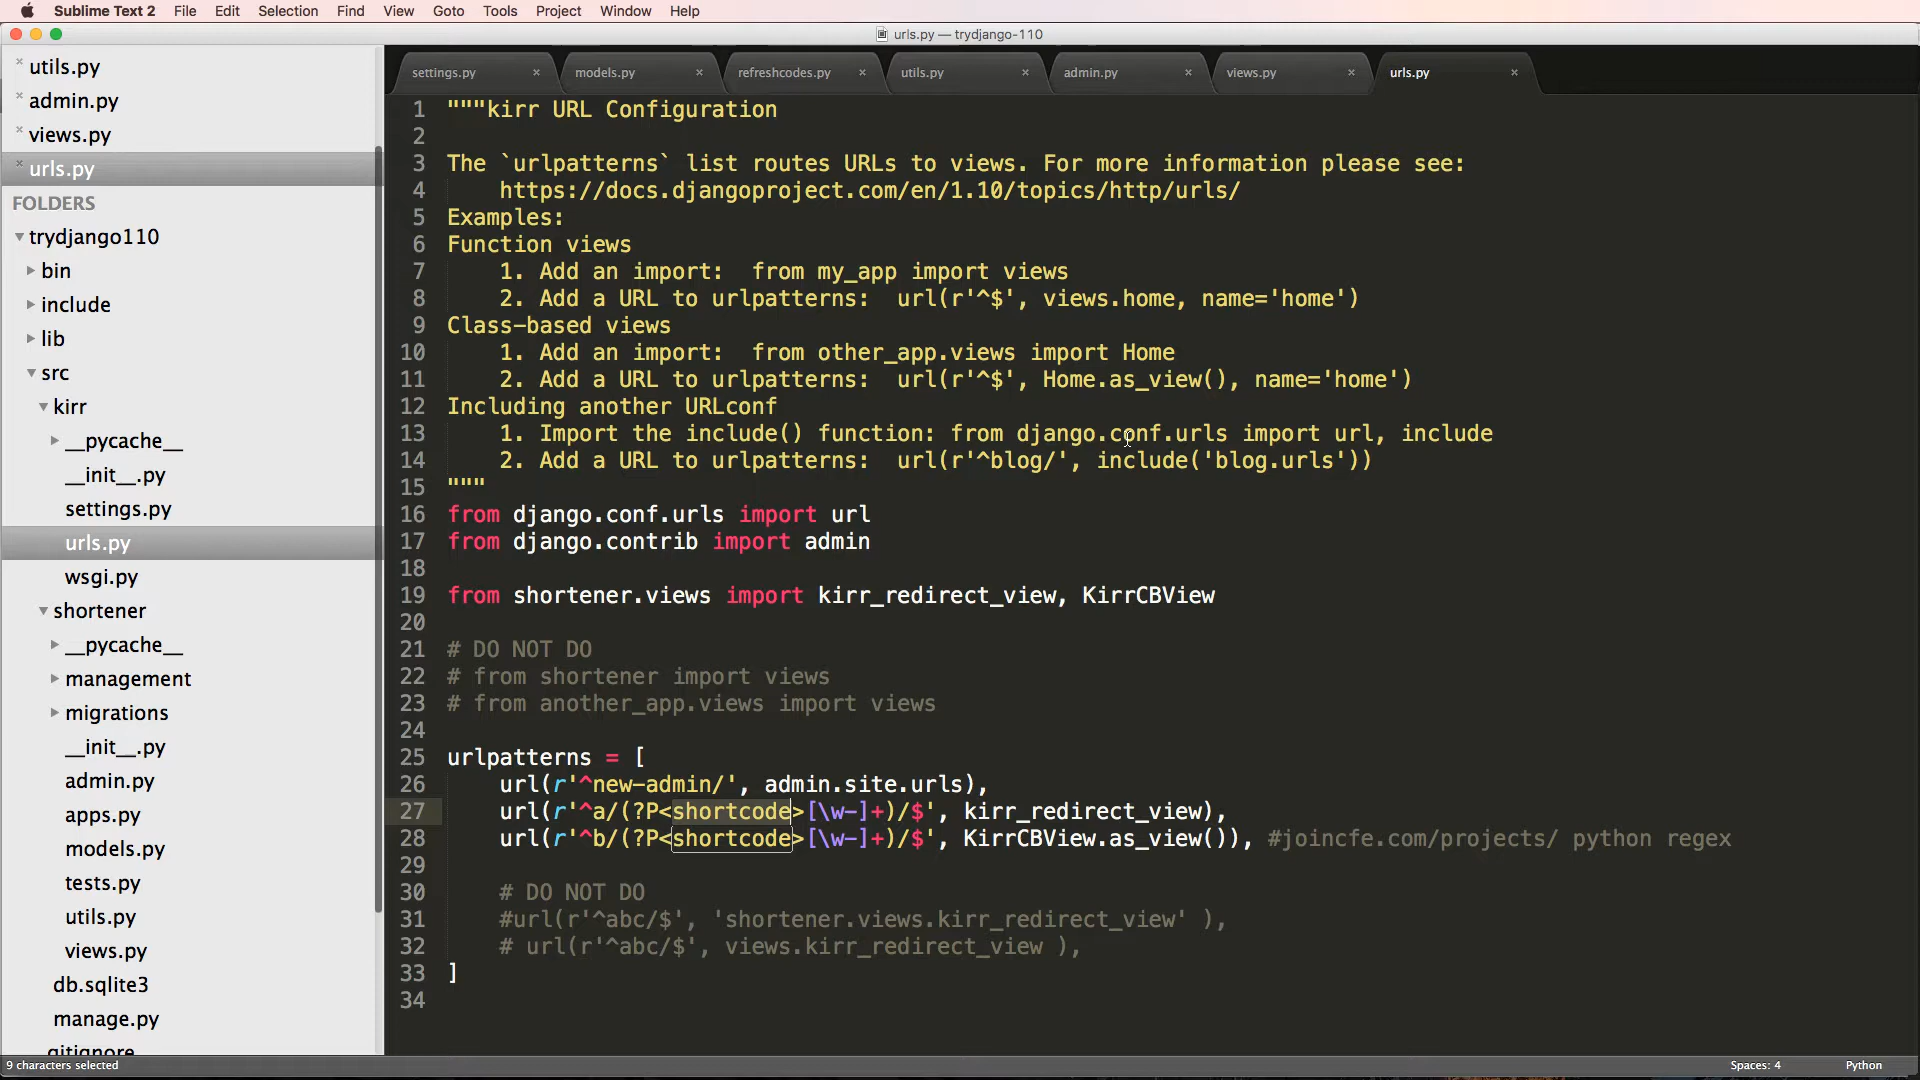 Sublime Text 2 File Edit Selection Find View Goto Tools Project Window Help
urls.py — trydjango-110
utils.py
admin.py
views.py
urls.py
FOLDERS
trydjango110
bin
include
lib
src
kirr
__pycache__
__init__.py
settings.py
urls.py
wsgi.py
shortener
__pycache__
management
migrations
__init__.py
admin.py
apps.py
models.py
tests.py
utils.py
views.py
db.sqlite3
manage.py
.gitignore
settings.py × models.py × refreshcodes.py × utils.py × admin.py × views.py × urls.py ×
1 """kirr URL Configuration
2
3 The `urlpatterns` list routes URLs to views. For more information please see:
4     https://docs.djangoproject.com/en/1.10/topics/http/urls/
5 Examples:
6 Function views
7     1. Add an import:  from my_app import views
8     2. Add a URL to urlpatterns:  url(r'^$', views.home, name='home')
9 Class-based views
10     1. Add an import:  from other_app.views import Home
11     2. Add a URL to urlpatterns:  url(r'^$', Home.as_view(), name='home')
12 Including another URLconf
13     1. Import the include() function: from django.conf.urls import url, include
14     2. Add a URL to urlpatterns:  url(r'^blog/', include('blog.urls'))
15 """
16 from django.conf.urls import url
17 from django.contrib import admin
18
19 from shortener.views import kirr_redirect_view, KirrCBView
20
21 # DO NOT DO
22 # from shortener import views
23 # from another_app.views import views
24
25 urlpatterns = [
26     url(r'^new-admin/', admin.site.urls),
27     url(r'^a/(?P<shortcode>[\w-]+)/$', kirr_redirect_view),
28     url(r'^b/(?P<shortcode>[\w-]+)/$', KirrCBView.as_view()), #joincfe.com/projects/ python regex
29
30     # DO NOT DO
31     #url(r'^abc/$', 'shortener.views.kirr_redirect_view' ),
32     # url(r'^abc/$', views.kirr_redirect_view ),
33 ]
34
9 characters selected Spaces: 4 Python